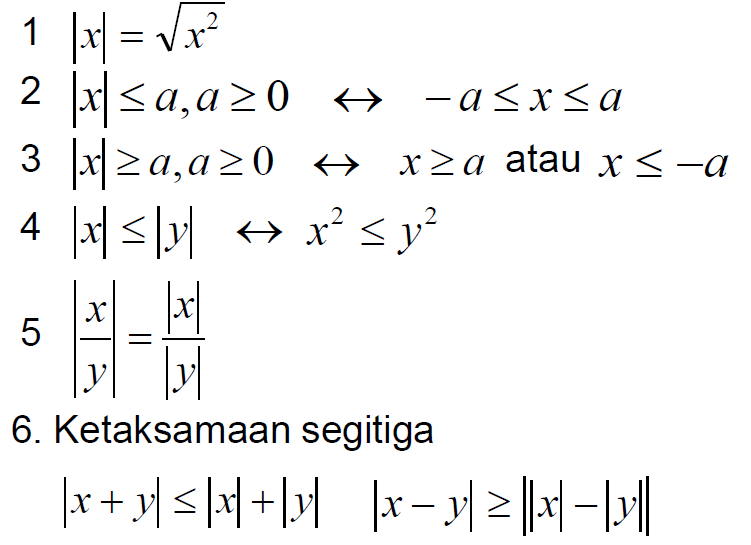 1 |x| = √x²
2 |x| ≤ a, a ≥ 0 ↔ −a ≤ x ≤ a
3 |x| ≥ a, a ≥ 0 ↔ x ≥ a atau x ≤ −a
4 |x| ≤ |y| ↔ x² ≤ y²
5 |x/y| = |x|/|y|
6. Ketaksamaan segitiga
|x + y| ≤ |x| + |y| |x − y| ≥ ||x| − |y||